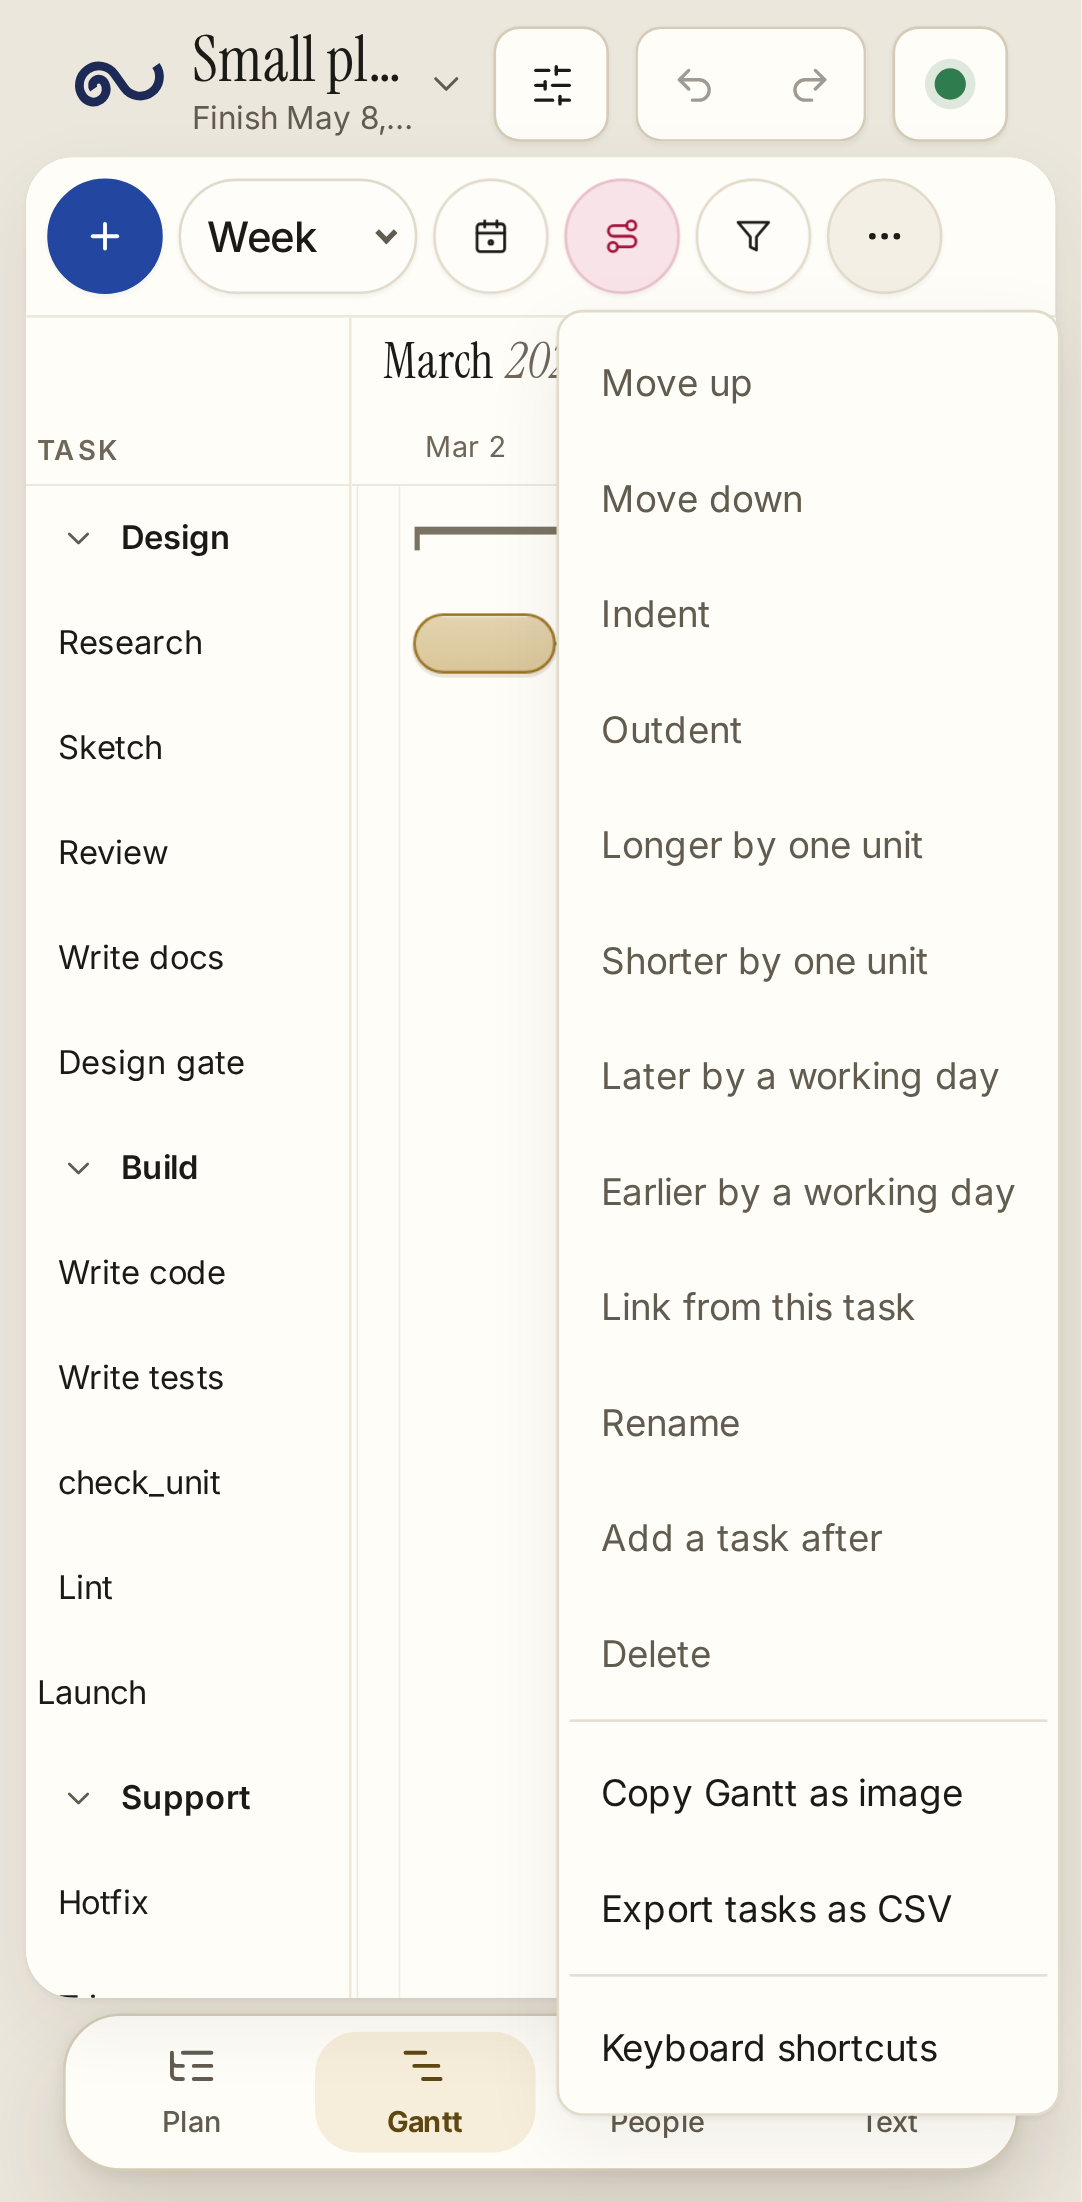 Small pl...
Finish May 8,...
Week
March 202
TASK
Mar 2
Design
Research
Sketch
Review
Write docs
Design gate
Build
Write code
Write tests
check_unit
Lint
Launch
Support
Hotfix
Move up
Move down
Indent
Outdent
Longer by one unit
Shorter by one unit
Later by a working day
Earlier by a working day
Link from this task
Rename
Add a task after
Delete
Copy Gantt as image
Export tasks as CSV
Keyboard shortcuts
Plan
Gantt
People
Text